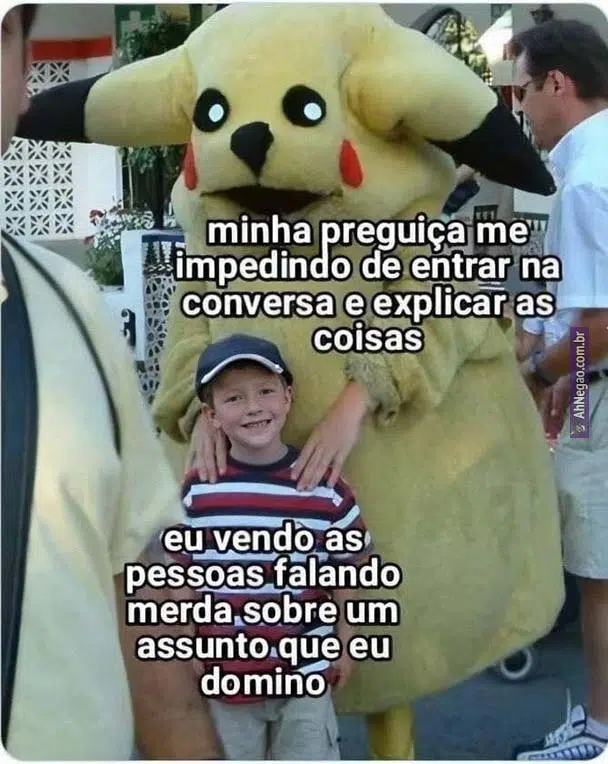 minha preguiça me
impedindo de entrar na
conversa e explicar as
coisas
AhNegao.com.br
eu vendo as
pessoas falando
merda sobre um
assunto que eu
domino